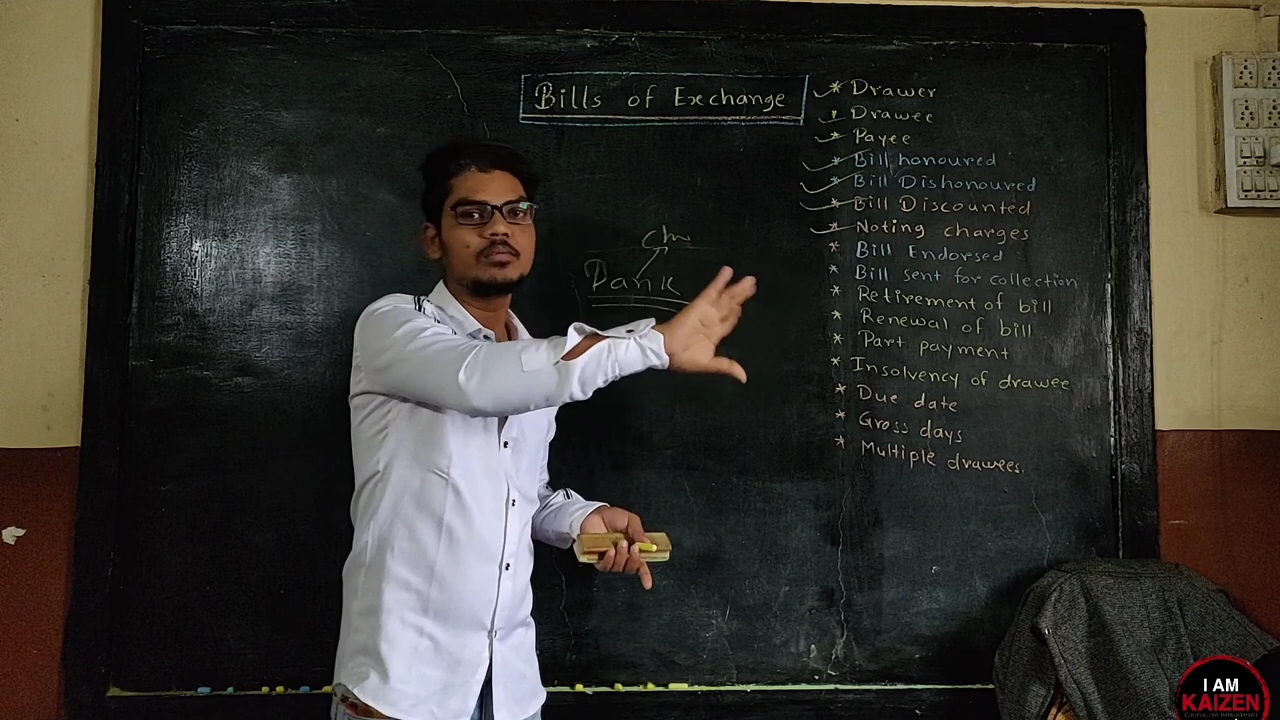 Bills of Exchange
* Drawer
* Drawee
* Payee
* Bill honoured
* Bill Dishonoured
* Bill Discounted
* Noting charges
* Bill Endorsed
* Bill sent for collection
* Retirement of bill
* Renewal of bill
* Part payment
* Insolvency of drawee
* Due date
* Gross days
* Multiple drawees.
Bank
I AM
KAIZEN